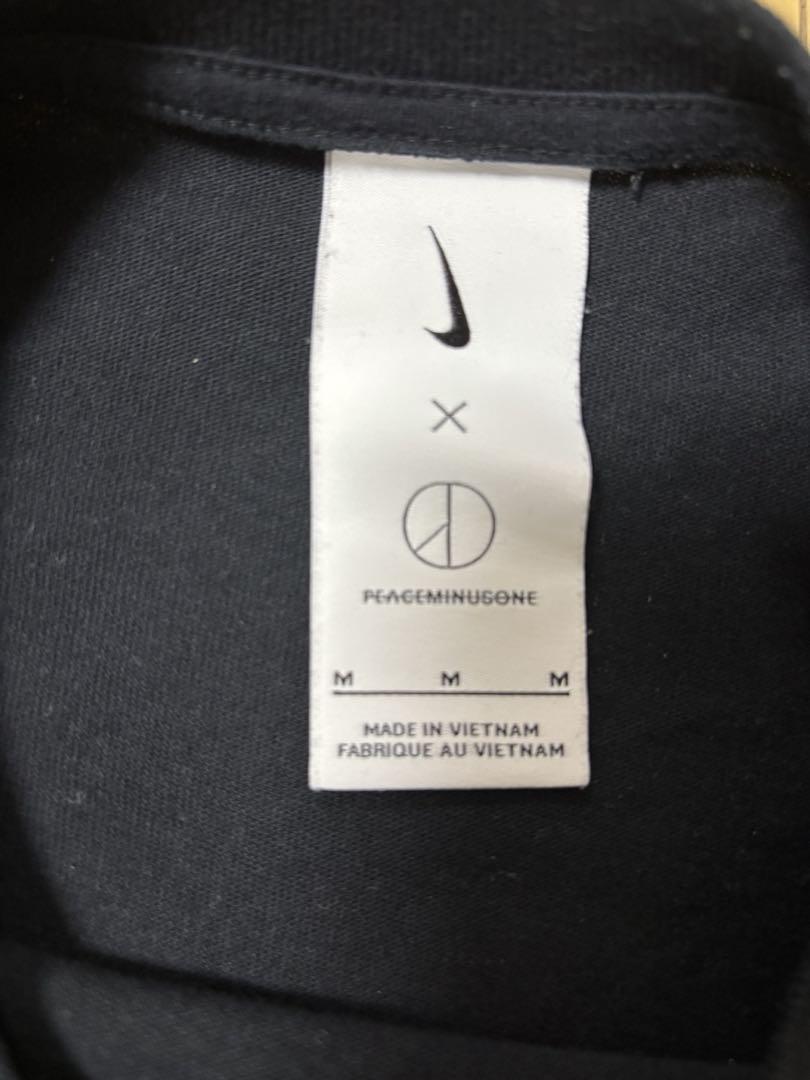 ×
PEACEMINUSONE
M M M
MADE IN VIETNAM
FABRIQUE AU VIETNAM